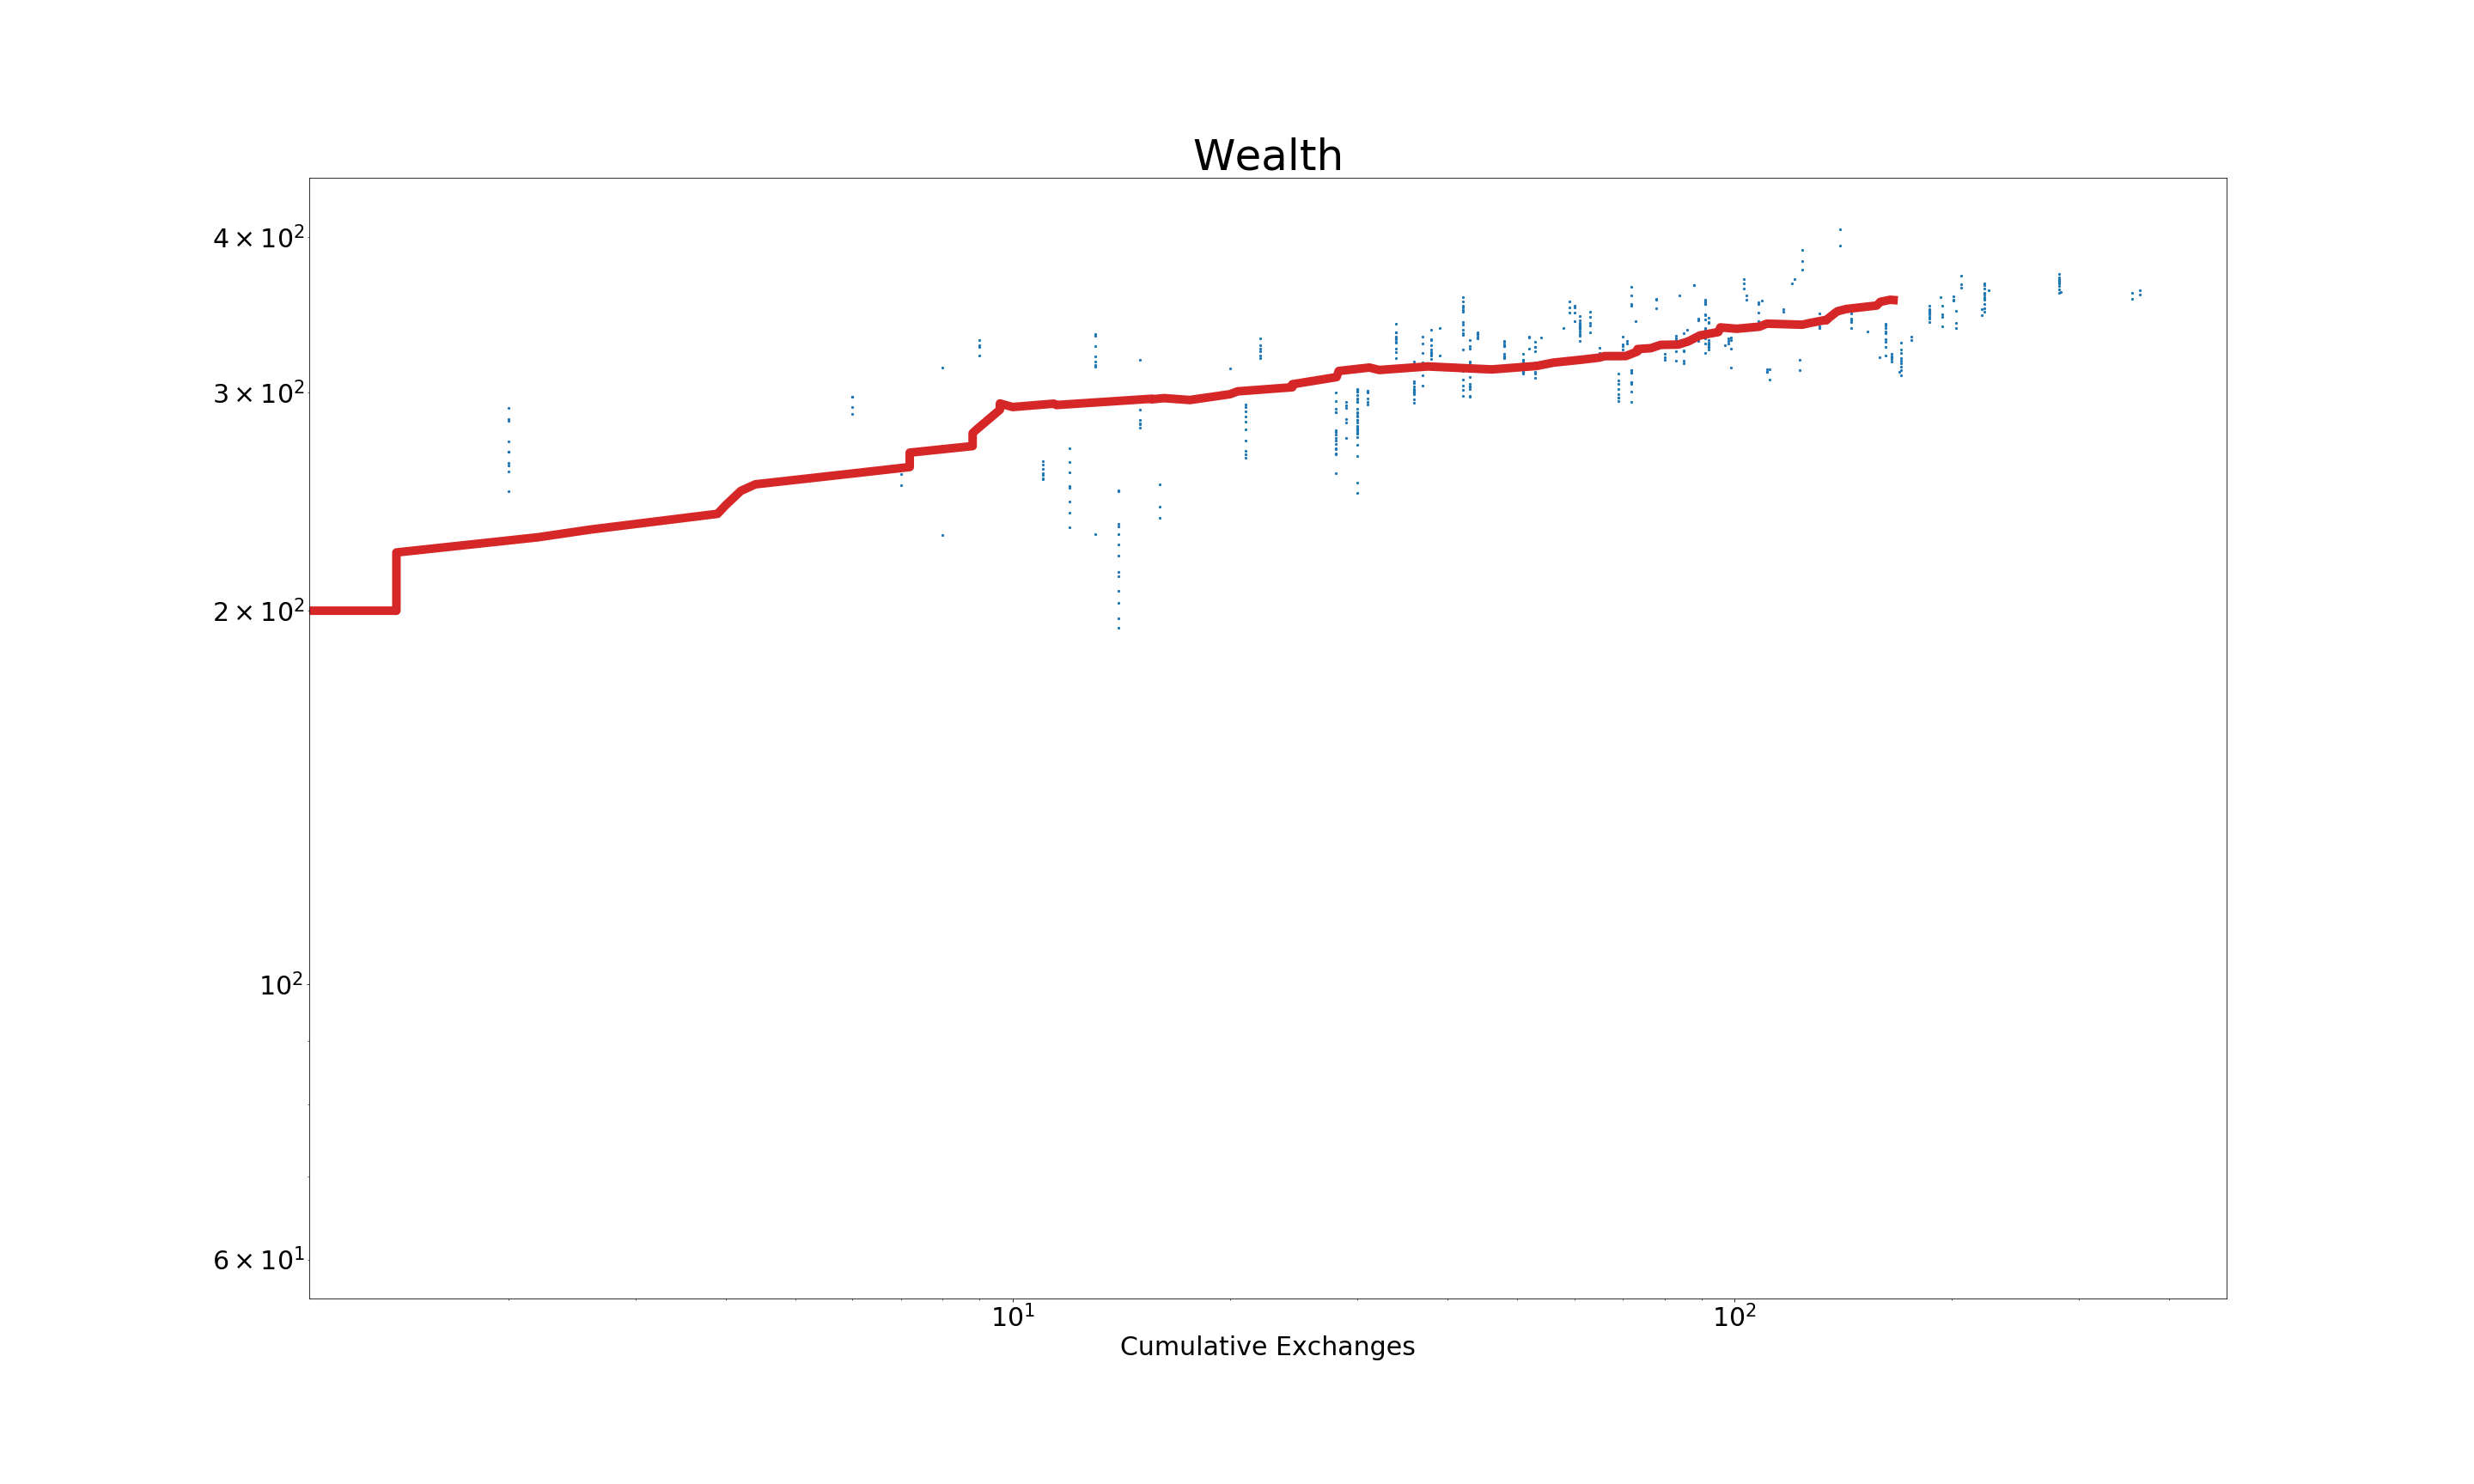 Wealth
4 × 10²
3 × 10²
2 × 10²
10²
6 × 10¹
10¹ 10²
Cumulative Exchanges